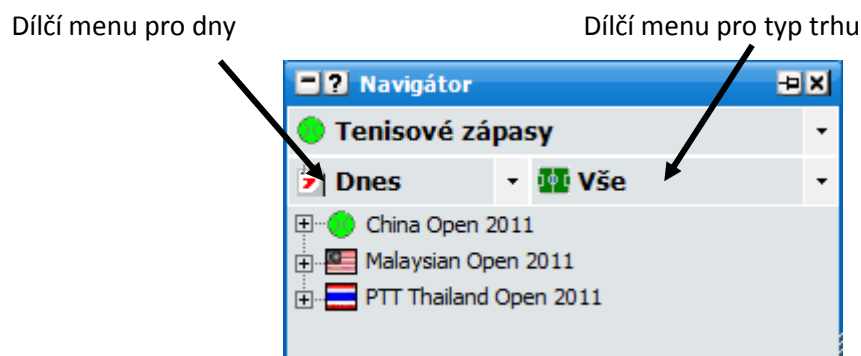 Dílčí menu pro dny
Dílčí menu pro typ trhu
Navigátor
Tenisové zápasy
Dnes
Vše
China Open 2011
Malaysian Open 2011
PTT Thailand Open 2011